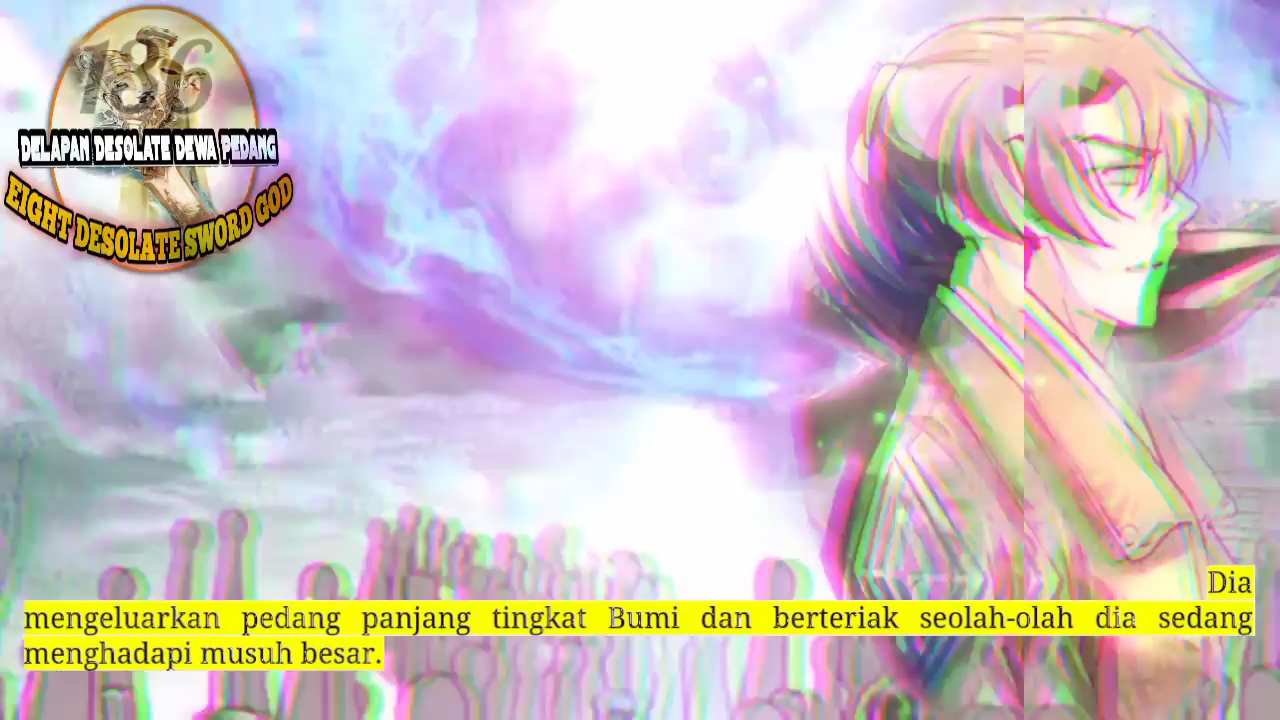 186
DELAPAN DESOLATE DEWA PEDANG
EIGHT DESOLATE SWORD GOD
Dia
mengeluarkan pedang panjang tingkat Bumi dan berteriak seolah-olah dia sedang
menghadapi musuh besar.